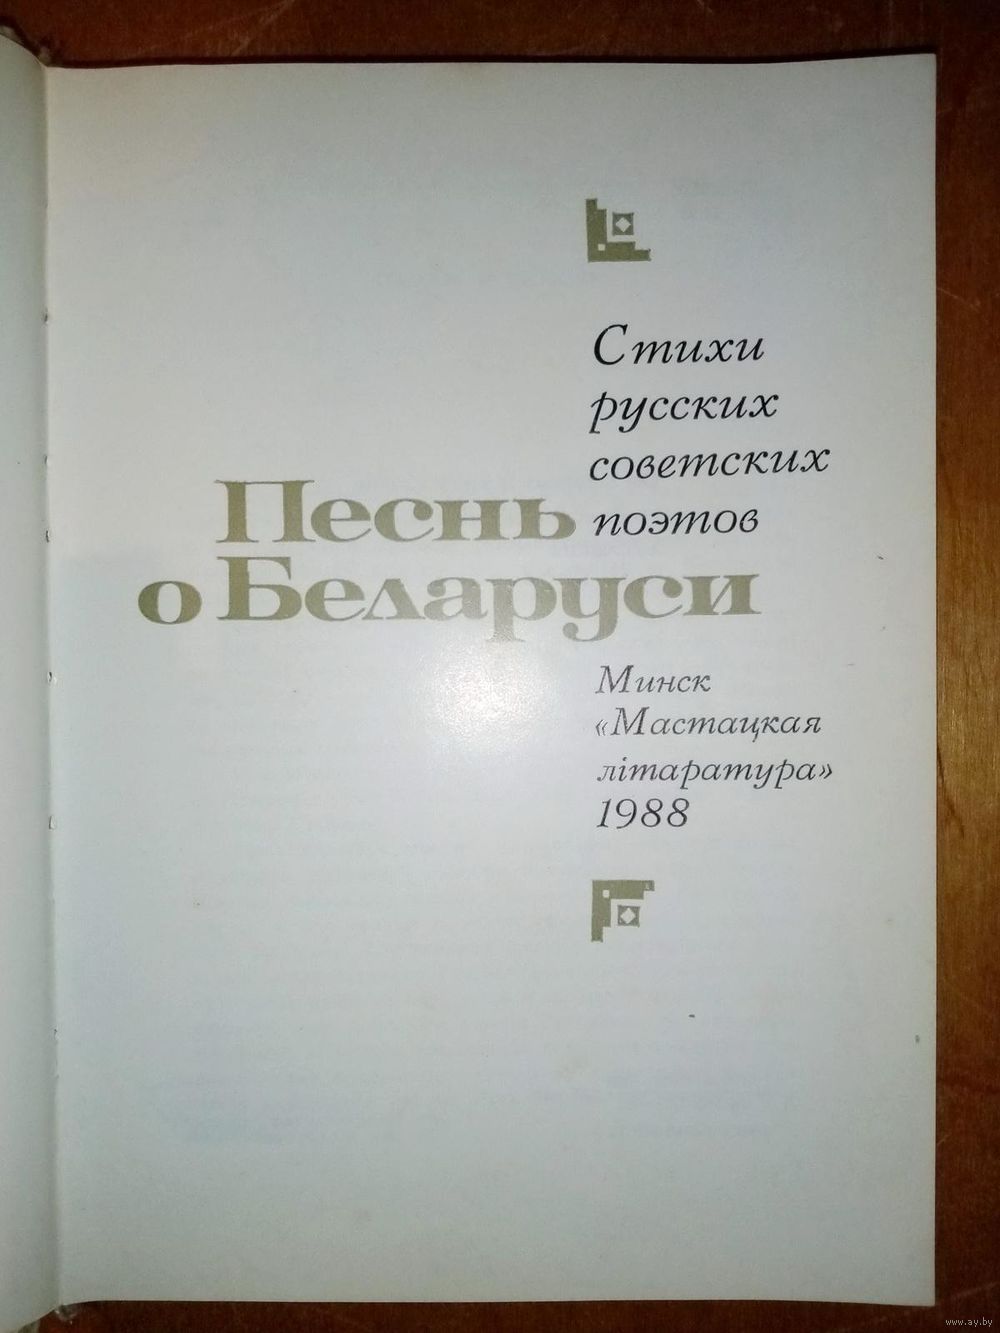 Стихи
русских
советских
поэтов
Песнь
о Беларуси
Минск
«Мастацкая
літаратура»
1988
www.ay.by